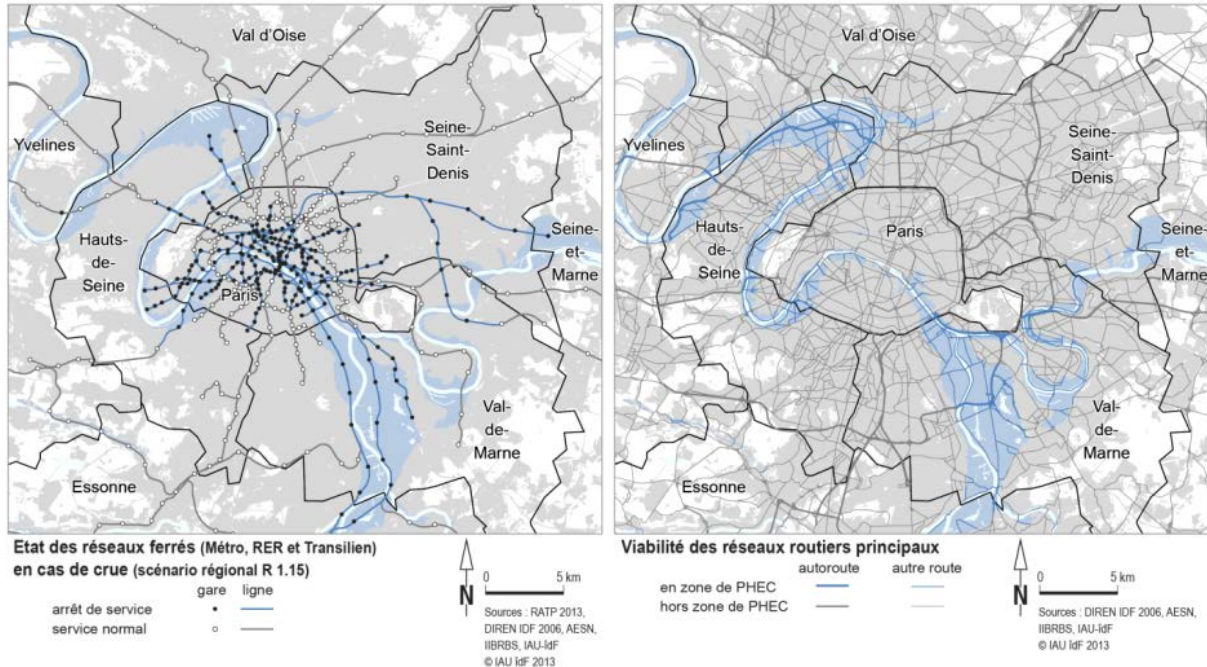 Val d'Oise
Yvelines
Seine-
Saint-
Denis
Hauts-
de-
Seine
Paris
Seine-
et-
Marne
Val-
de-
Marne
Essonne
Etat des réseaux ferrés (Métro, RER et Transilien)
en cas de crue (scénario régional R 1.15)
gare ligne
arrêt de service
service normal
N
0 5 km
Sources : RATP 2013,
DIREN IDF 2006, AESN,
IIBRBS, IAU-îdF
© IAU îdF 2013
Val d'Oise
Yvelines
Seine-
Saint-
Denis
Hauts-
de-
Seine
Paris
Seine-
et-
Marne
Val-
de-
Marne
Essonne
Viabilité des réseaux routiers principaux
autoroute autre route
en zone de PHEC
hors zone de PHEC
N
0 5 km
Sources : DIREN IDF 2006, AESN,
IIBRBS, IAU-îdF
© IAU îdF 2013